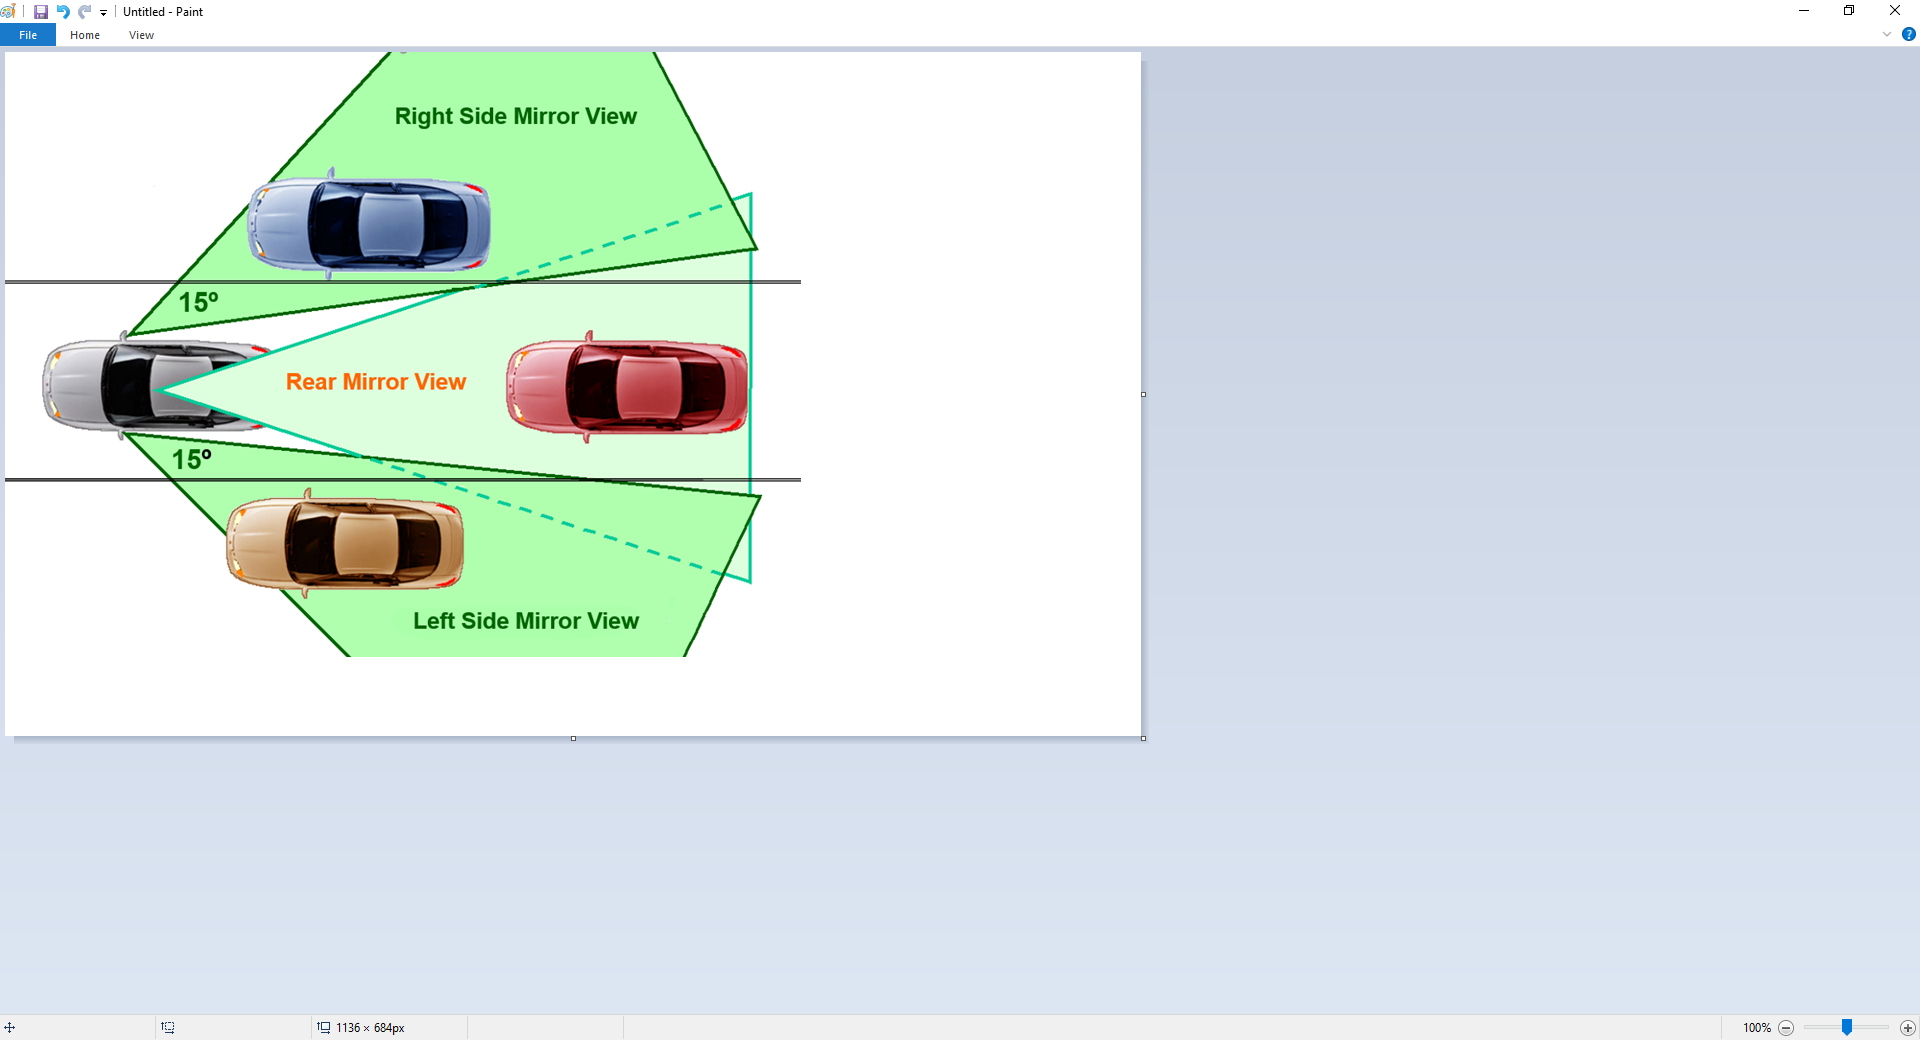 Untitled - Paint
File Home View
Right Side Mirror View
15º
Rear Mirror View
15º
Left Side Mirror View
1136 × 684px
100%